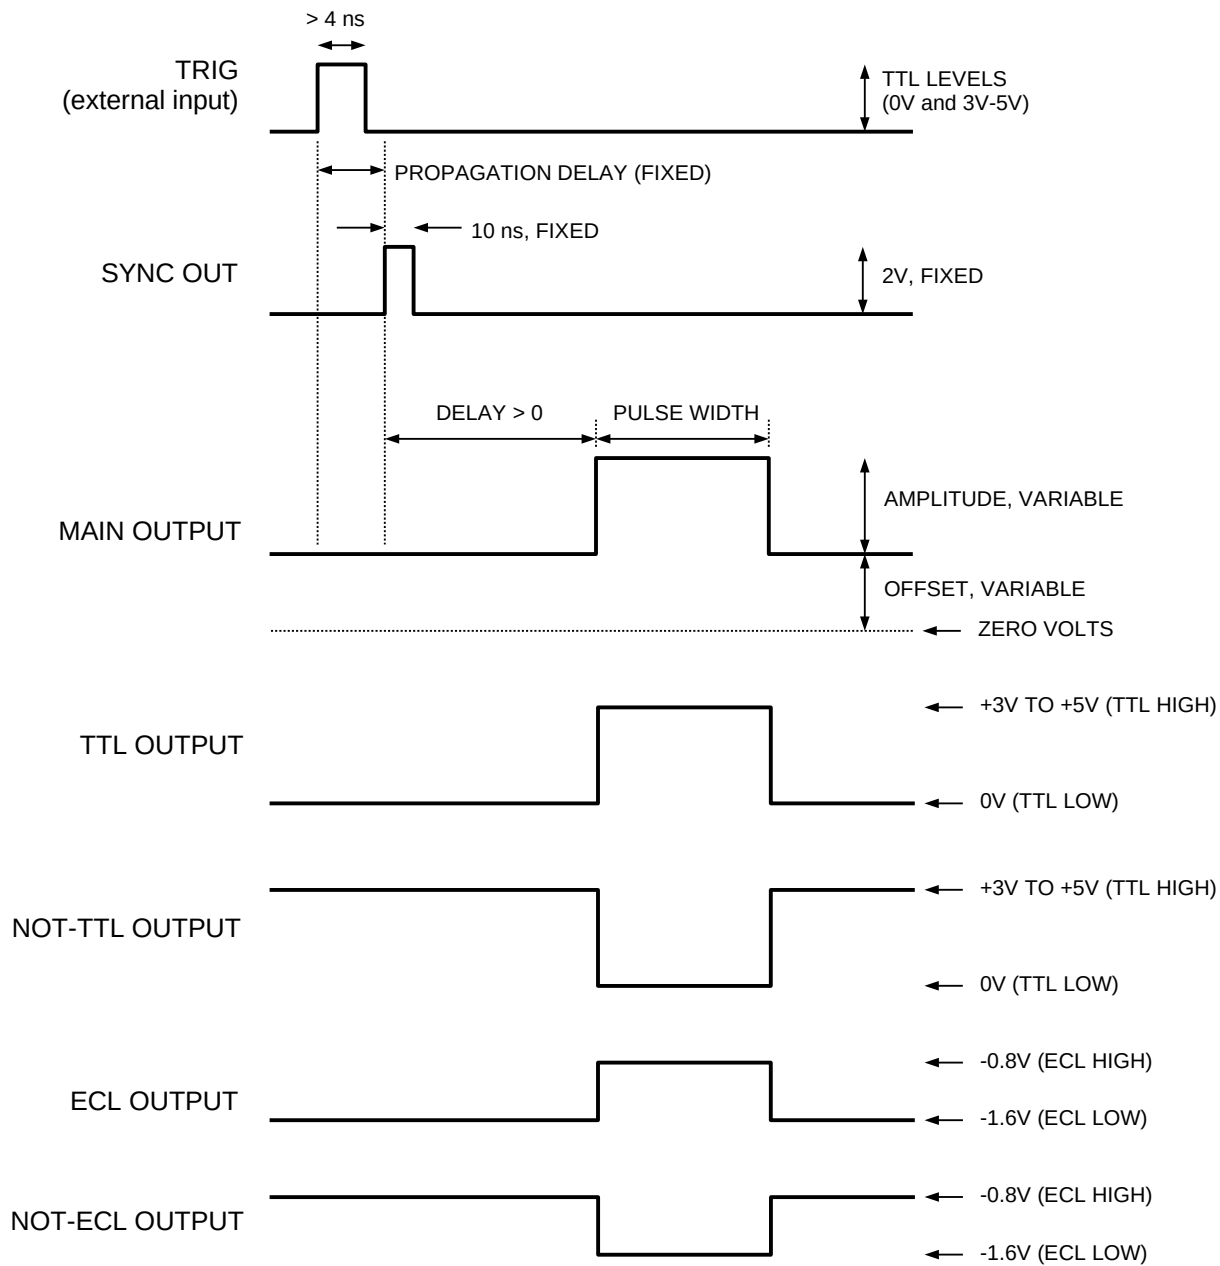 > 4 ns
TRIG
(external input)
TTL LEVELS
(0V and 3V-5V)
PROPAGATION DELAY (FIXED)
10 ns, FIXED
SYNC OUT
2V, FIXED
DELAY > 0
PULSE WIDTH
AMPLITUDE, VARIABLE
MAIN OUTPUT
OFFSET, VARIABLE
ZERO VOLTS
+3V TO +5V (TTL HIGH)
TTL OUTPUT
0V (TTL LOW)
+3V TO +5V (TTL HIGH)
NOT-TTL OUTPUT
0V (TTL LOW)
-0.8V (ECL HIGH)
ECL OUTPUT
-1.6V (ECL LOW)
-0.8V (ECL HIGH)
NOT-ECL OUTPUT
-1.6V (ECL LOW)